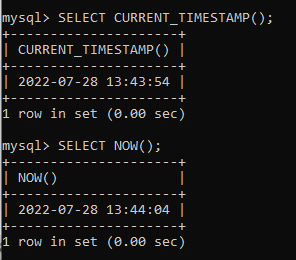 mysql> SELECT CURRENT_TIMESTAMP();
+---------------------+
| CURRENT_TIMESTAMP() |
+---------------------+
| 2022-07-28 13:43:54 |
+---------------------+
1 row in set (0.00 sec)

mysql> SELECT NOW();
+---------------------+
| NOW()               |
+---------------------+
| 2022-07-28 13:44:04 |
+---------------------+
1 row in set (0.00 sec)